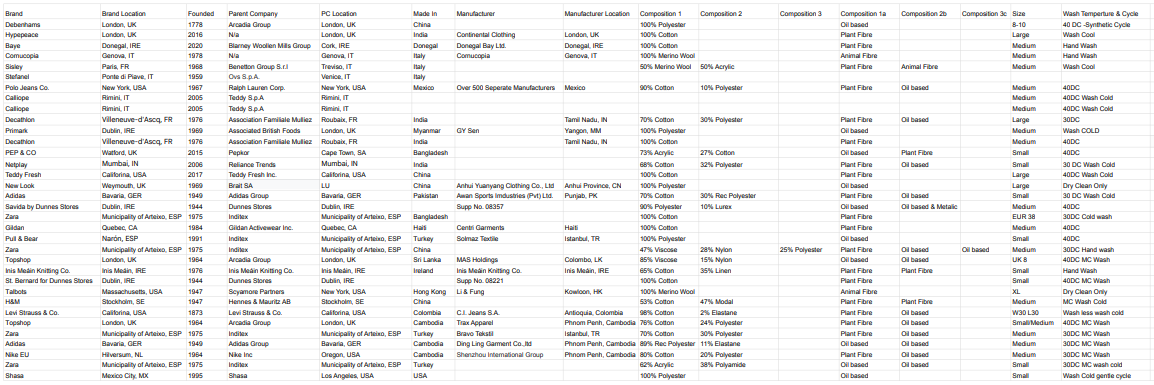 Brand Brand Location Founded Parent Company PC Location Made In Manufacturer Manufacturer Location Composition 1 Composition 2 Composition 3 Composition 1a Composition 2b Composition 3c Size Wash Temperture & Cycle
Debenhams London, UK 1778 Arcadia Group London, UK China 100% Polyester Oil based 8-10 40 DC -Synthetic Cycle
Hypepeace London, UK 2016 N/a India Continental Clothing London, UK 100% Cotton Plant Fibre Large Wash Cool
Baye Donegal, IRE 2020 Blarney Woollen Mills Group Cork, IRE Donegal Donegal Bay Ltd. Donegal, IRE 100% Cotton Plant Fibre Medium Hand Wash
Cornucopia Genova, IT 1978 N/a Genova, IT Italy Cornucopia Genova, IT 100% Merino Wool Animal Fibre Medium Hand Wash
Sisley Paris, FR 1968 Benetton Group S.r.l Treviso, IT Italy 50% Merino Wool 50% Acrylic Plant Fibre Animal Fibre Medium Wash Cool
Stefanel Ponte di Piave, IT 1959 Ovs S.p.A. Venice, IT Italy
Polo Jeans Co. New York, USA 1967 Ralph Lauren Corp. New York, USA Mexico Over 500 Seperate Manufacturers Mexico 90% Cotton 10% Polyester Plant Fibre Oil based Medium 40DC
Calliope Rimini, IT 2005 Teddy S.p.A Rimini, IT Medium 40DC Wash Cold
Calliope Rimini, IT 2005 Teddy S.p.A Rimini, IT Medium 40DC Wash Cold
Decathlon Villeneuve-d'Ascq, FR 1976 Association Familiale Mulliez Roubaix, FR India Tamil Nadu, IN 70% Cotton 30% Polyester Plant Fibre Oil based Large 30DC
Primark Dublin, IRE 1969 Associated British Foods London, UK Myanmar GY Sen Yangon, MM 100% Polyester Oil based Medium Wash COLD
Decathlon Villeneuve-d'Ascq, FR 1976 Association Familiale Mulliez Roubaix, FR India Tamil Nadu, IN 100% Cotton Plant Fibre Medium 40DC
PEP & CO Watford, UK 2015 Pepkor Cape Town, SA Bangladesh 73% Acrylic 27% Cotton Oil based Plant Fibre Small 40DC
Netplay Mumbai, IN 2006 Reliance Trends Mumbai, IN India 68% Cotton 32% Polyester Plant Fibre Oil based Small 30 DC Wash Cold
Teddy Fresh California, USA 2017 Teddy Fresh Inc. California, USA China 100% Cotton Plant Fibre Large 40DC Wash Cold
New Look Weymouth, UK 1969 Brait SA LU China Anhui Yuanyang Clothing Co., Ltd Anhui Province, CN 100% Polyester Oil based Large Dry Clean Only
Adidas Bavaria, GER 1949 Adidas Group Bavaria, GER Pakistan Awan Sports Imdustries (Pvt) Ltd. Punjab, PK 70% Cotton 30% Rec Polyester Plant Fibre Oil based Small 30 DC Wash Cold
Savida by Dunnes Stores Dublin, IRE 1944 Dunnes Stores Dublin, IRE Supp No. 08357 90% Polyester 10% Lurex Oil based Oil based & Metalic Medium 40DC
Zara Municipality of Arteixo, ESP 1975 Inditex Municipality of Arteixo, ESP Bangladesh 100% Cotton Plant Fibre EUR 38 30DC Cold wash
Gildan Quebec, CA 1984 Gildan Activewear Inc. Quebec, CA Haiti Centri Garments Haiti 100% Cotton Plant Fibre Small 40DC
Pull & Bear Narón, ESP 1991 Inditex Municipality of Arteixo, ESP Turkey Solmaz Textile Istanbul, TR 100% Polyester Oil based Small 40DC
Zara Municipality of Arteixo, ESP 1975 Inditex Municipality of Arteixo, ESP China 47% Viscose 28% Nylon 25% Polyester Plant Fibre Oil based Oil based Medium 30DC Hand wash
Topshop London, UK 1964 Arcadia Group London, UK Sri Lanka MAS Holdings Colombo, LK 85% Viscose 15% Nylon Plant Fibre Oil based UK 8 40DC MC Wash
Inis Meáin Knitting Co. Inis Meáin, IRE 1976 Inis Meáin Knitting Co. Inis Meáin, IRE Ireland Inis Meáin Knitting Co. Inis Meáin, IRE 65% Cotton 35% Linen Plant Fibre Plant Fibre Small Hand Wash
St. Bernard for Dunnes Stores Dublin, IRE 1944 Dunnes Stores Dublin, IRE Supp No. 08221 100% Cotton Plant Fibre Small 40DC MC Wash
Talbots Massachusetts, USA 1947 Scyamore Partners New York, USA Hong Kong Li & Fung Kowloon, HK 100% Merino Wool Animal Fibre XL Dry Clean Only
H&M Stockholm, SE 1947 Hennes & Mauritz AB Stockholm, SE China 53% Cotton 47% Modal Plant Fibre Plant Fibre Medium MC Wash Cold
Levi Strauss & Co. California, USA 1873 Levi Strauss & Co. California, USA Colombia C.I. Jeans S.A. Antioquia, Colombia 98% Cotton 2% Elastane Plant Fibre Oil based W30 L30 Wash less wash cold
Topshop London, UK 1964 Arcadia Group London, UK Cambodia Trax Apparel Phnom Penh, Cambodia 76% Cotton 24% Polyester Plant Fibre Oil based Small/Medium 40DC MC Wash
Zara Municipality of Arteixo, ESP 1975 Inditex Municipality of Arteixo, ESP Turkey Bravo Tekstil Istanbul, TR 70% Cotton 30% Polyester Plant Fibre Oil based Medium 30DC MC Wash
Adidas Bavaria, GER 1949 Adidas Group Bavaria, GER Cambodia Ding Ling Garment Co.,ltd Phnom Penh, Cambodia 89% Rec Polyester 11% Elastane Oil based Oil based Small 30DC MC Wash
Nike EU Hilversum, NL 1964 Nike Inc Oregon, USA Cambodia Shenzhou International Group Phnom Penh, Cambodia 80% Cotton 20% Polyester Plant Fibre Oil based Small 30DC MC Wash
Zara Municipality of Arteixo, ESP 1975 Inditex Municipality of Arteixo, ESP Turkey 62% Acrylic 38% Polyamide Oil based Oil based Small 30DC MC wash cold
Shasa Mexico City, MX 1995 Shasa Los Angeles, USA USA 100% Polyester Oil based Small Wash Cold gentle cycle